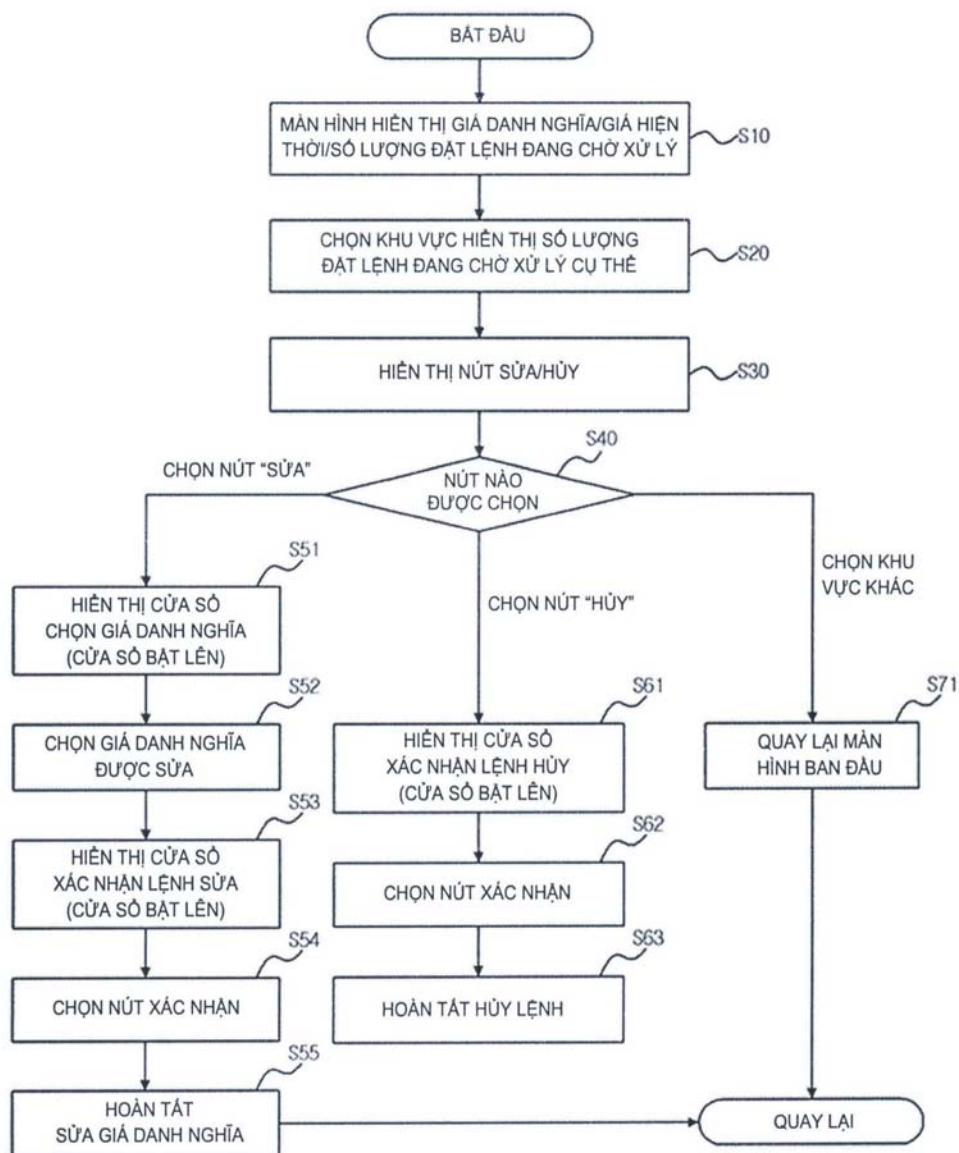 BẮT ĐẦU
MÀN HÌNH HIỂN THỊ GIÁ DANH NGHĨA/GIÁ HIỆN
THỜI/SỐ LƯỢNG ĐẶT LỆNH ĐANG CHỜ XỬ LÝ
S10
CHỌN KHU VỰC HIỂN THỊ SỐ LƯỢNG
ĐẶT LỆNH ĐANG CHỜ XỬ LÝ CỤ THỂ
S20
HIỂN THỊ NÚT SỬA/HỦY
S30
S40
CHỌN NÚT “SỬA”
NÚT NÀO
ĐƯỢC CHỌN
CHỌN KHU
VỰC KHÁC
CHỌN NÚT “HỦY”
S51
HIỂN THỊ CỬA SỔ
CHỌN GIÁ DANH NGHĨA
(CỬA SỔ BẬT LÊN)
S52
CHỌN GIÁ DANH NGHĨA
ĐƯỢC SỬA
S53
HIỂN THỊ CỬA SỔ
XÁC NHẬN LỆNH SỬA
(CỬA SỔ BẬT LÊN)
S54
CHỌN NÚT XÁC NHẬN
S55
HOÀN TẤT
SỬA GIÁ DANH NGHĨA
S61
HIỂN THỊ CỬA SỔ
XÁC NHẬN LỆNH HỦY
(CỬA SỔ BẬT LÊN)
S62
CHỌN NÚT XÁC NHẬN
S63
HOÀN TẤT HỦY LỆNH
S71
QUAY LẠI MÀN
HÌNH BAN ĐẦU
QUAY LẠI